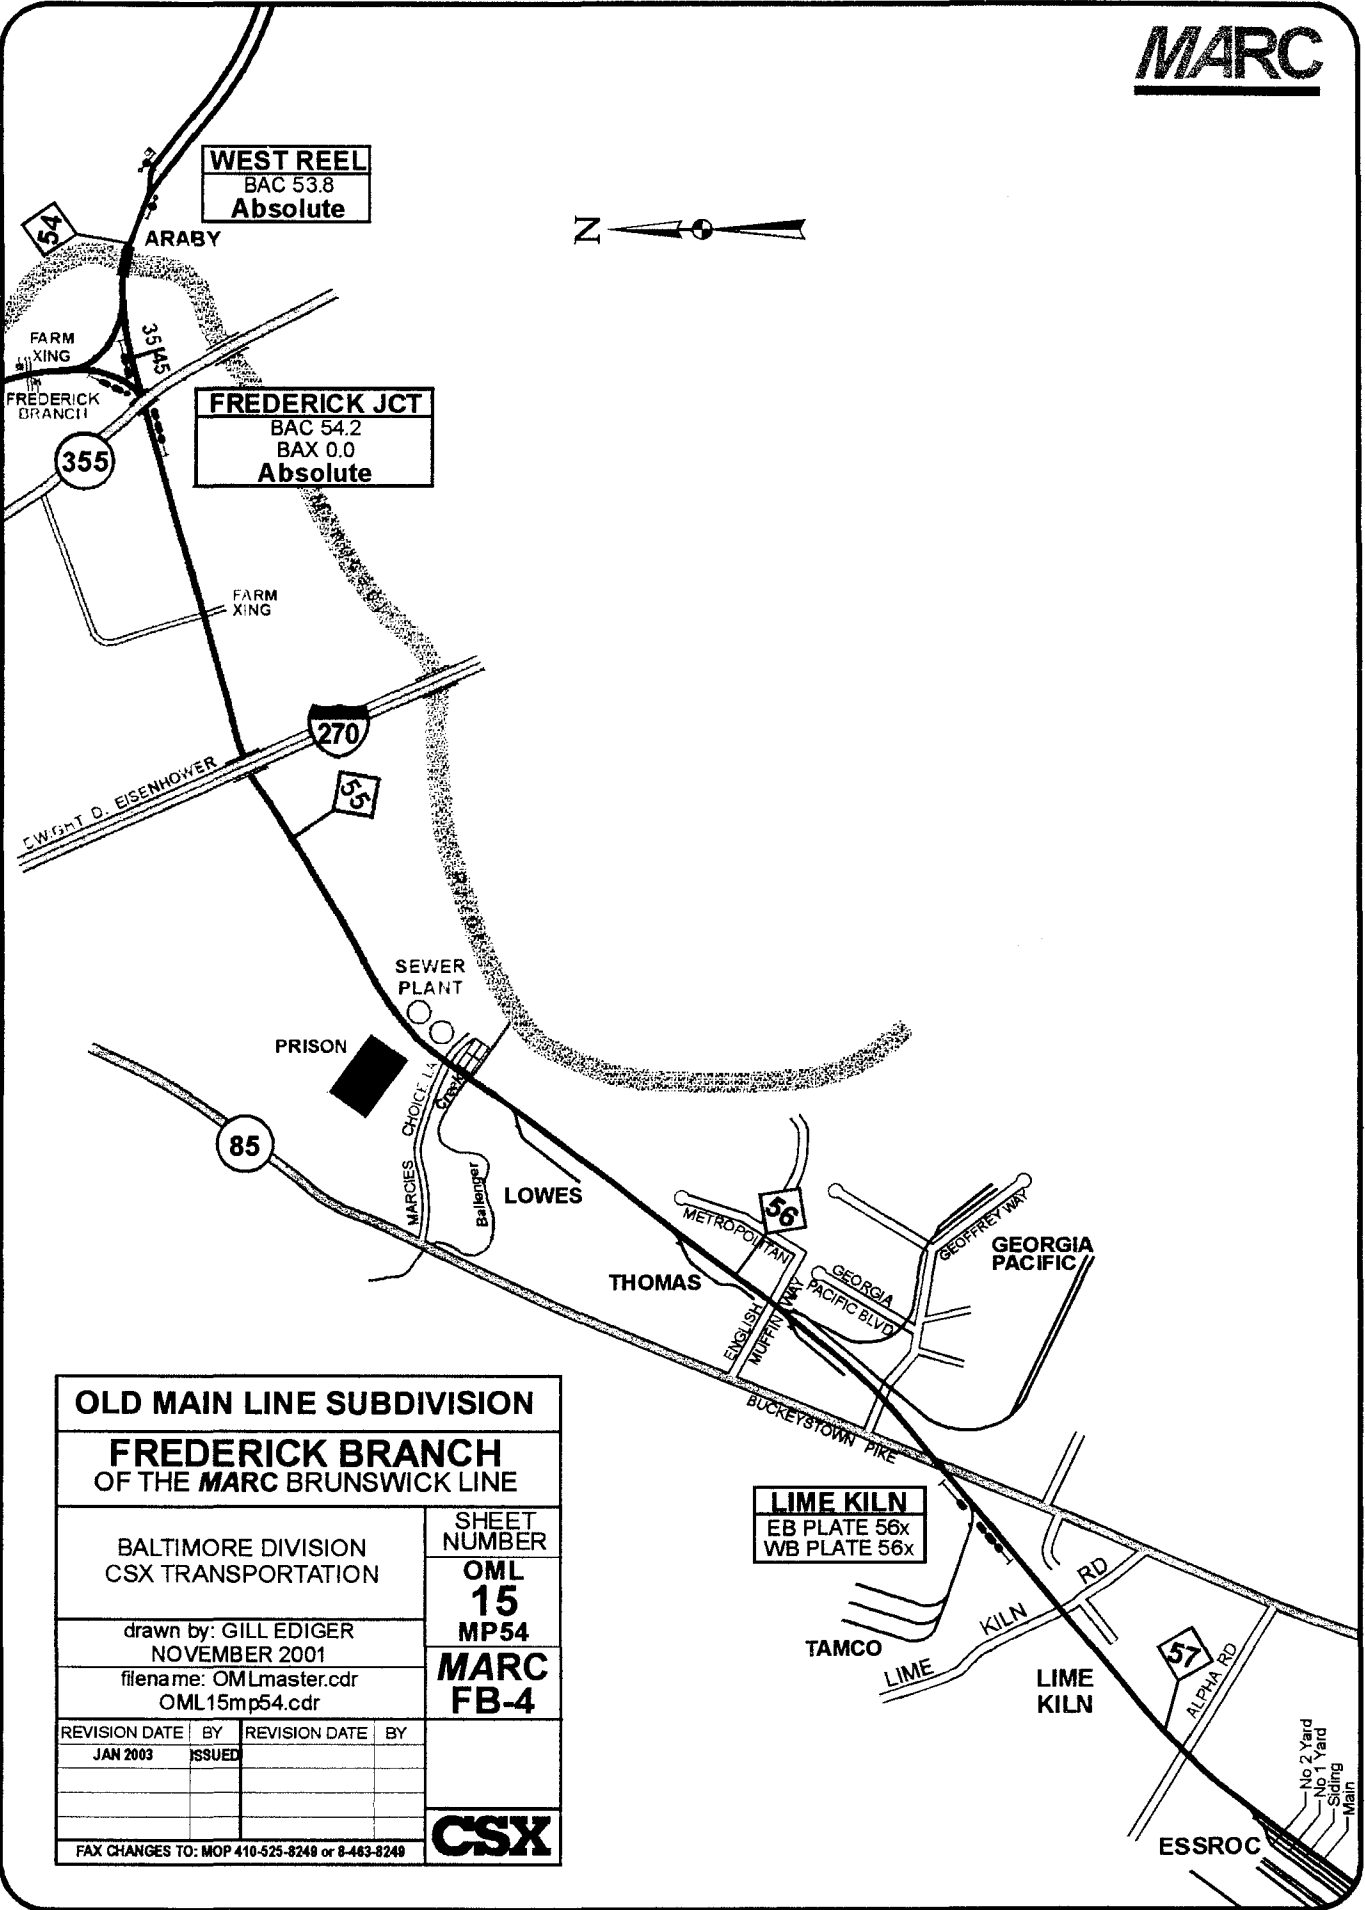 MARC
WEST REEL
BAC 53.8
Absolute
54
ARABY
N
FARM
XING
3515
45
FREDERICK
BRANCH
FREDERICK JCT
BAC 54.2
BAX 0.0
Absolute
355
FARM
XING
270
DWIGHT D. EISENHOWER
55
SEWER
PLANT
PRISON
MARCIES CHOICE LA
Creek
Ballenger
85
LOWES
56
METROPOLITAN
THOMAS
GEOFFREY WAY
GEORGIA
PACIFIC
GEORGIA
PACIFIC BLVD
ENGLISH
MUFFIN WAY
BUCKEYSTOWN PIKE
LIME KILN
EB PLATE 56x
WB PLATE 56x
TAMCO
LIME KILN RD
LIME
KILN
57
ALPHA RD
No 2 Yard
No 1 Yard
Siding
Main
ESSROC
OLD MAIN LINE SUBDIVISION
FREDERICK BRANCH
OF THE MARC BRUNSWICK LINE
BALTIMORE DIVISION
CSX TRANSPORTATION
SHEET
NUMBER
OML
15
MP54
drawn by: GILL EDIGER
NOVEMBER 2001
filename: OMLmaster.cdr
OML15mp54.cdr
MARC
FB-4
REVISION DATE BY REVISION DATE BY
JAN 2003 ISSUED
FAX CHANGES TO: MOP 410-525-8249 or 8-463-8249
CSX